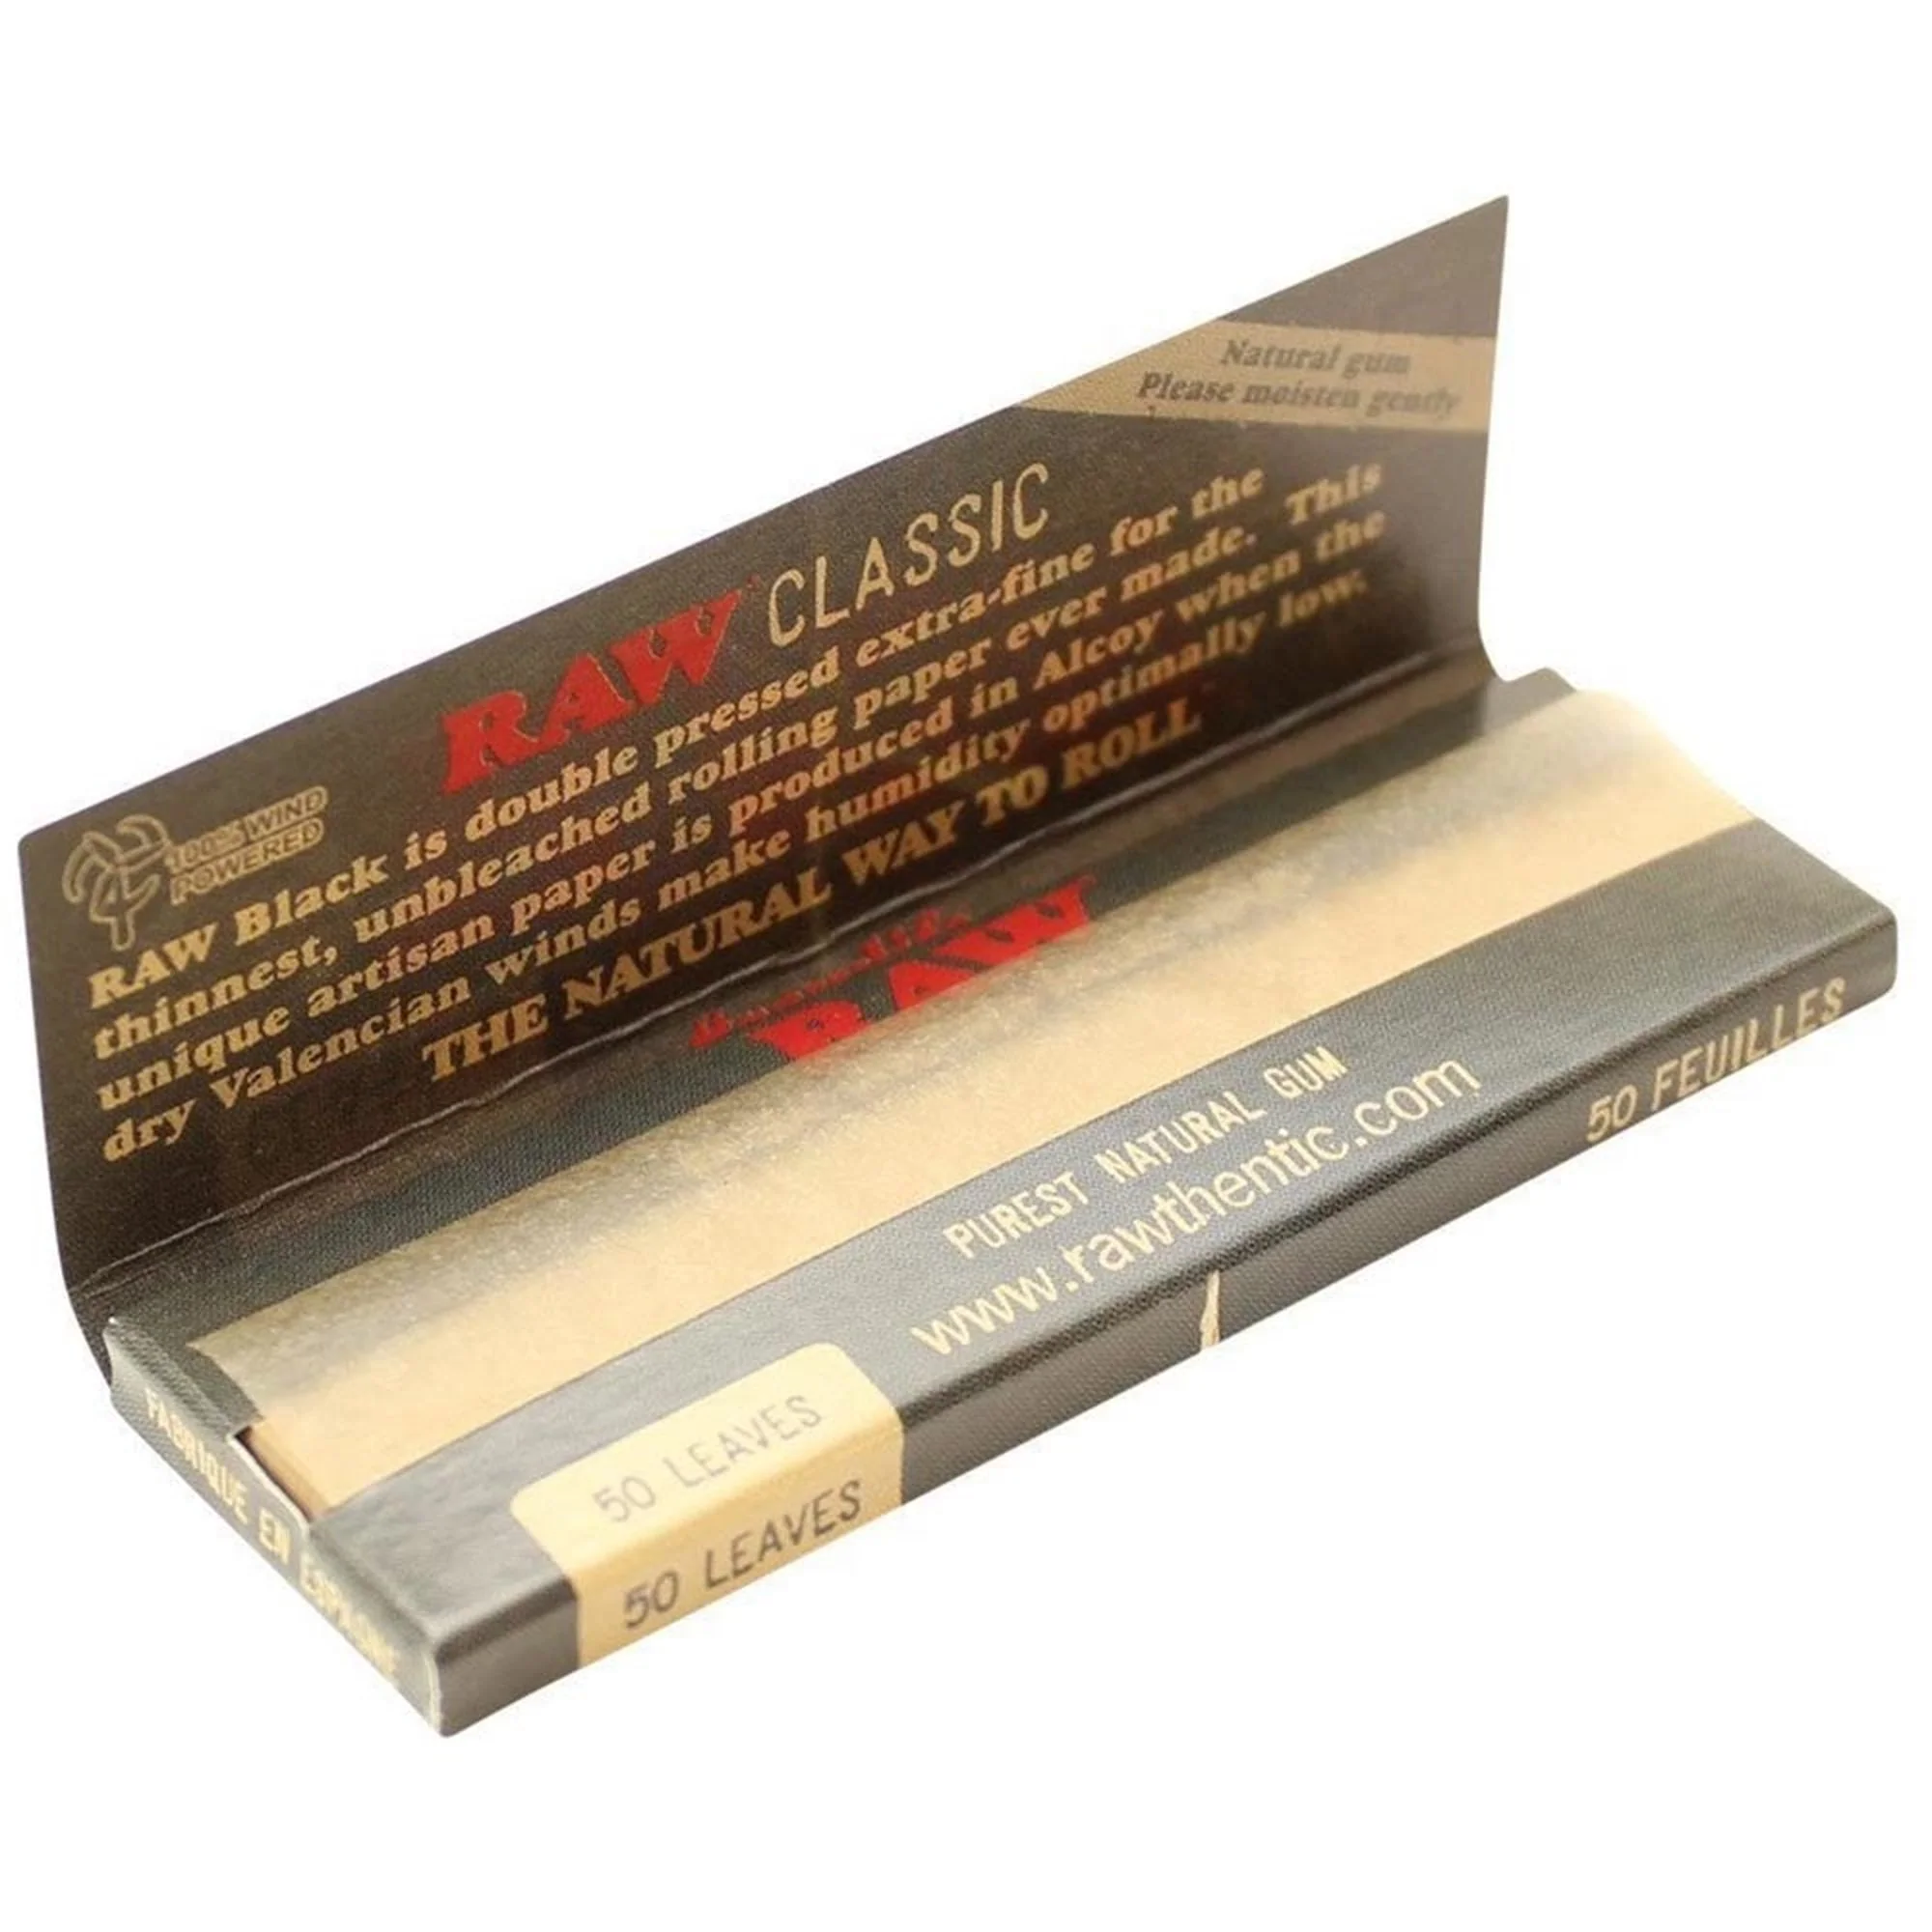 Natural gum
Please moisten gently
RAW CLASSIC
100% WIND
POWERED
RAW Black is double pressed extra-fine for the
thinnest, unbleached rolling paper ever made. This
unique artisan paper is produced in Alcoy when the
dry Valencian winds make humidity optimally low.
THE NATURAL WAY TO ROLL
RAW
PUREST NATURAL GUM
www.rawthentic.com
50 LEAVES
50 LEAVES
50 FEUILLES
FABRIQUE EN ESPAGNE